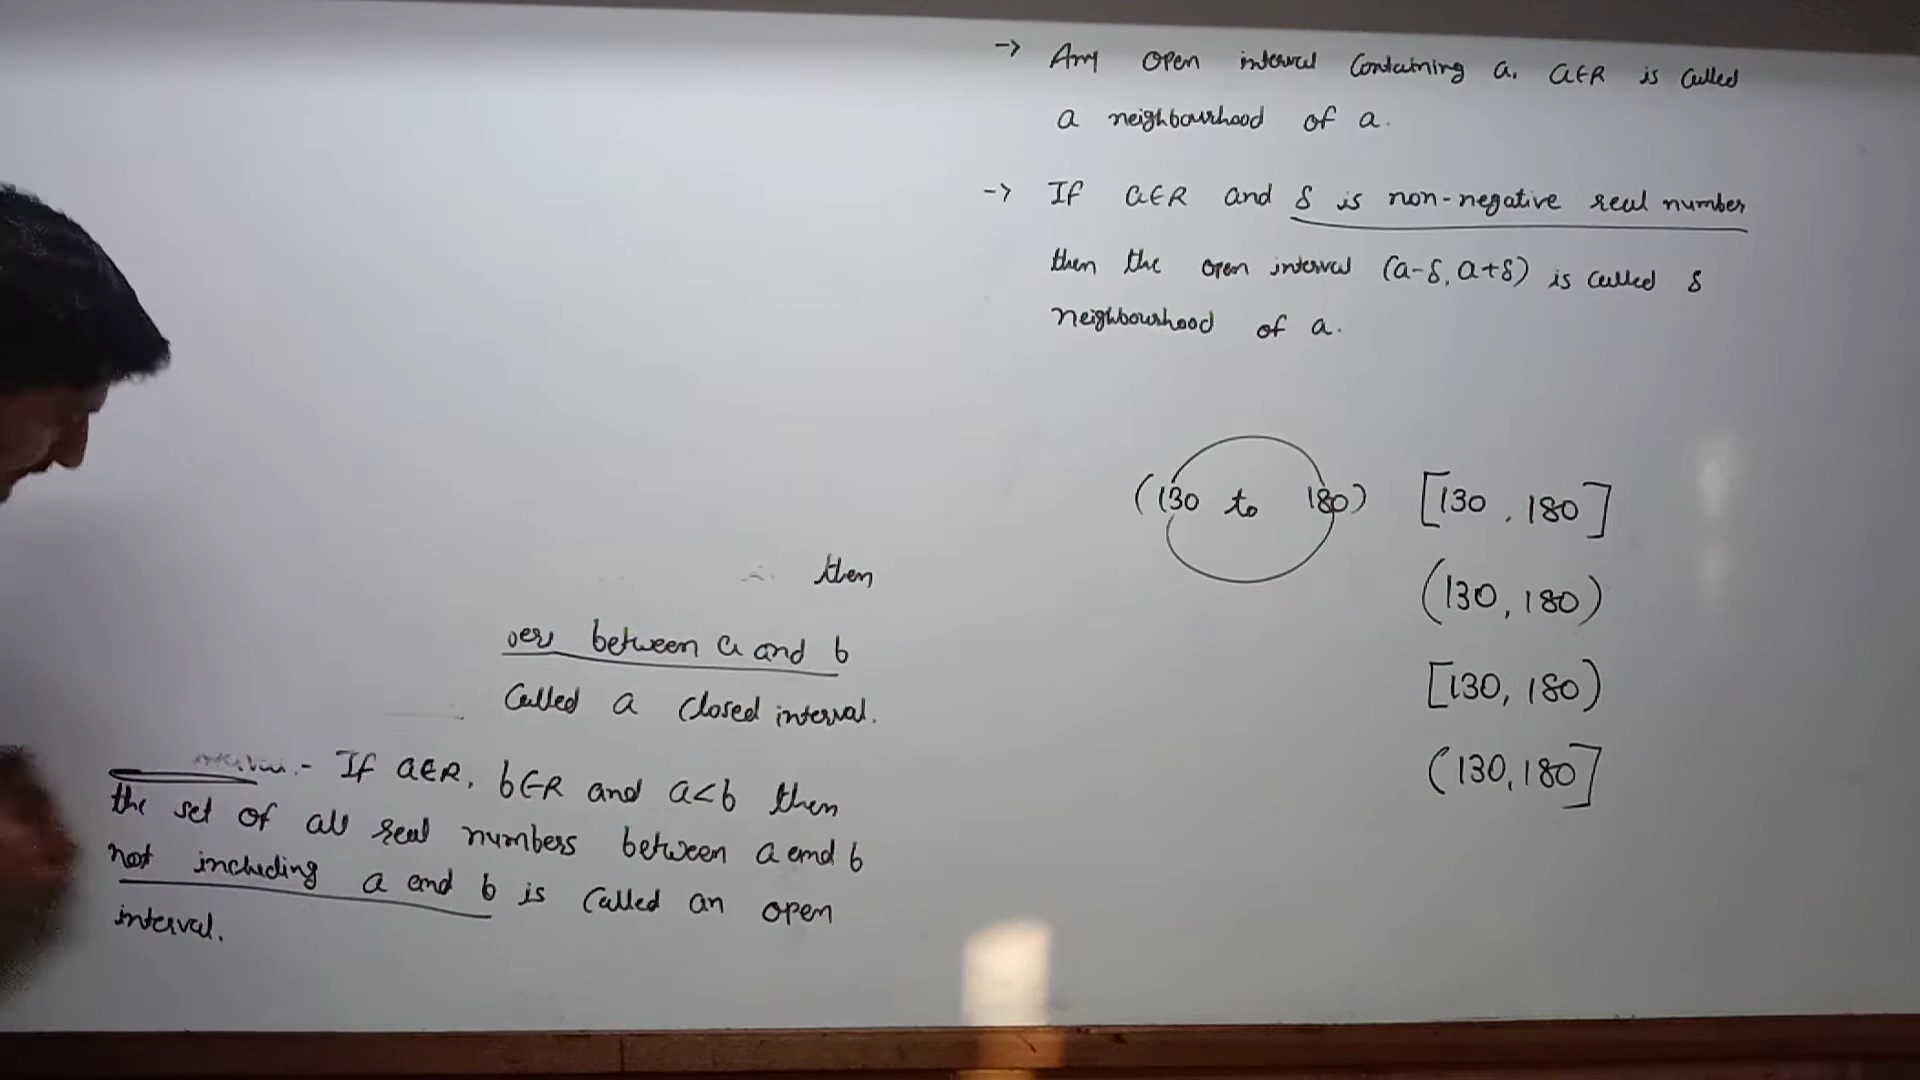 then
between a and b
Called a closed interval.
:- If a∈R, b∈R and a<b then
the set of all real numbers between a and b
not including a and b is called an open
interval.
-> Any open interval Containing a, a∈R is called
a neighbourhood of a.
-> If a∈R and δ is non-negative real number
then the open interval (a-δ, a+δ) is called δ
neighbourhood of a.
(130 to 180) [130, 180]
(130, 180)
[130, 180)
(130, 180]